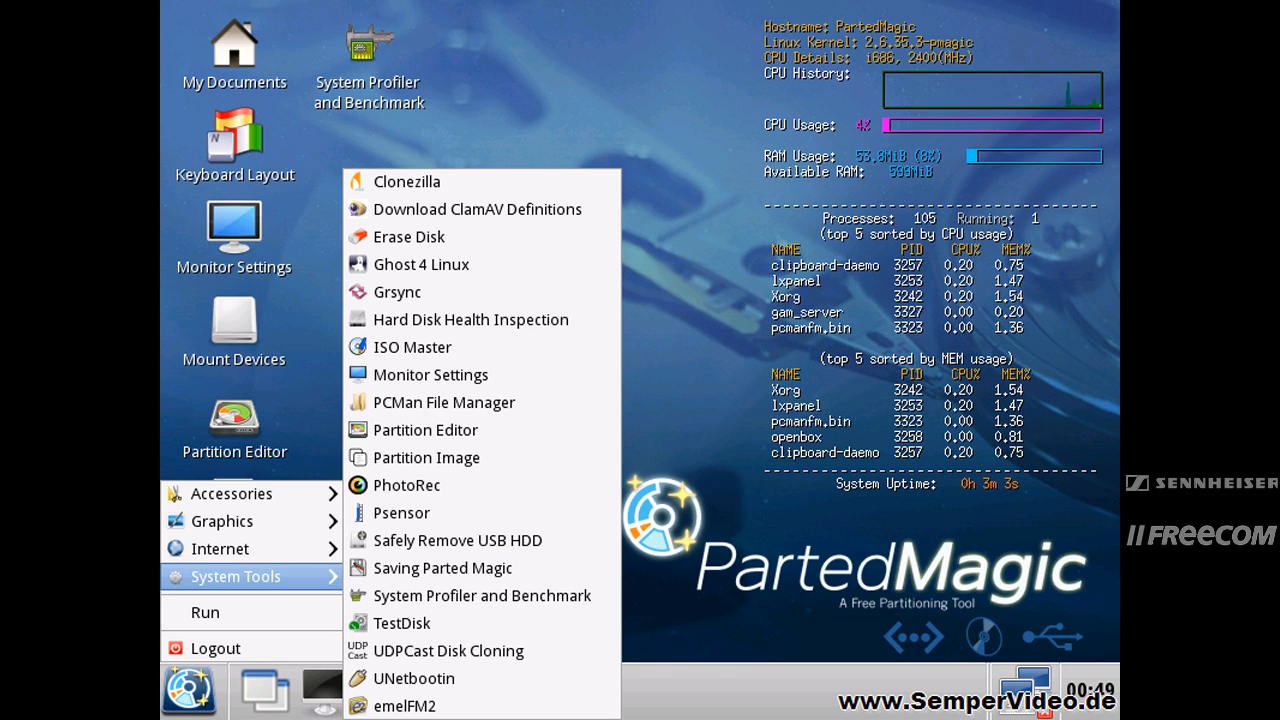 My Documents
System Profiler
and Benchmark
Keyboard Layout
Monitor Settings
Mount Devices
Partition Editor
Accessories
Graphics
Internet
System Tools
Run
Logout
Clonezilla
Download ClamAV Definitions
Erase Disk
Ghost 4 Linux
Grsync
Hard Disk Health Inspection
ISO Master
Monitor Settings
PCMan File Manager
Partition Editor
Partition Image
PhotoRec
Psensor
Safely Remove USB HDD
Saving Parted Magic
System Profiler and Benchmark
TestDisk
UDP Cast UDPCast Disk Cloning
UNetbootin
emelFM2
Hostname: PartedMagic
Linux Kernel: 2.6.35.3-pmagic
CPU Details: i686, 2400(MHz)
CPU History:
CPU Usage: 4%
RAM Usage: 53.8MiB (8%)
Available RAM: 599MiB
Processes: 105 Running: 1
(top 5 sorted by CPU usage)
NAME PID CPU% MEM%
clipboard-daemo 3257 0.20 0.75
lxpanel 3253 0.20 1.47
Xorg 3242 0.20 1.54
gam_server 3327 0.00 0.20
pcmanfm.bin 3323 0.00 1.36
(top 5 sorted by MEM usage)
NAME PID CPU% MEM%
Xorg 3242 0.20 1.54
lxpanel 3253 0.20 1.47
pcmanfm.bin 3323 0.00 1.36
openbox 3258 0.00 0.81
clipboard-daemo 3257 0.20 0.75
System Uptime: 0h 3m 3s
PartedMagic
A Free Partitioning Tool
00:49
www.SemperVideo.de
SENNHEISER
FREECOM